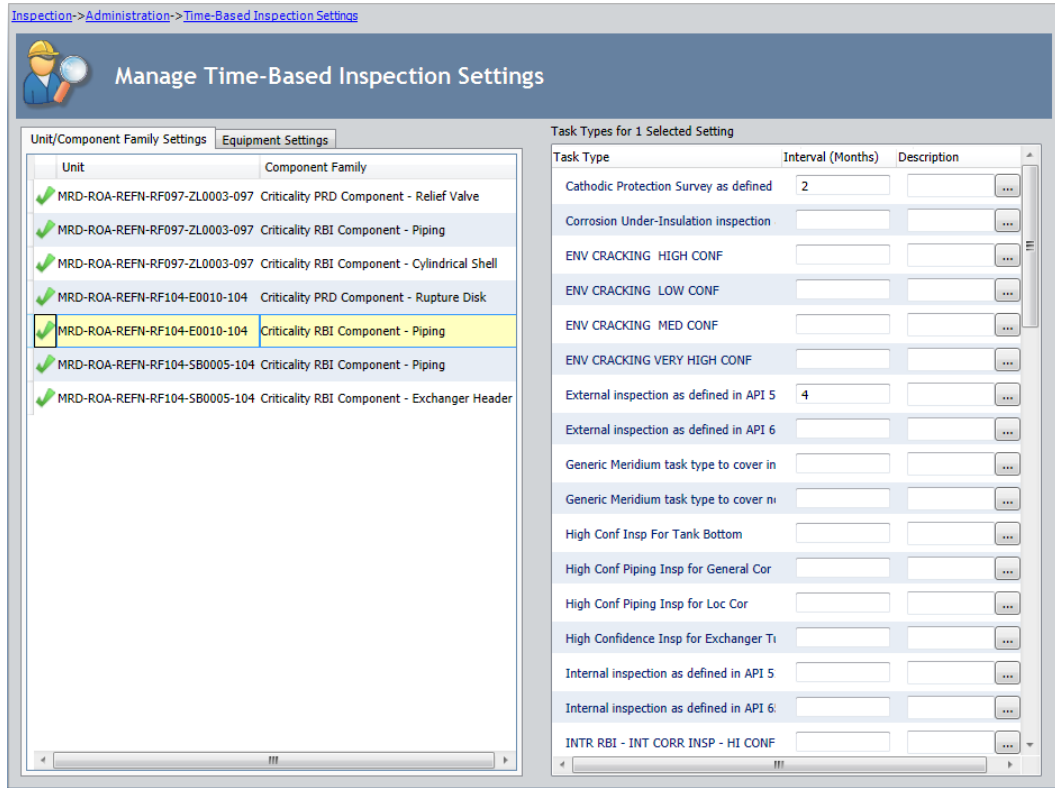 Inspection->Administration->Time-Based Inspection Settings
Manage Time-Based Inspection Settings
Unit/Component Family Settings Equipment Settings
Unit Component Family
MRD-ROA-REFN-RF097-ZL0003-097 Criticality PRD Component - Relief Valve
MRD-ROA-REFN-RF097-ZL0003-097 Criticality RBI Component - Piping
MRD-ROA-REFN-RF097-ZL0003-097 Criticality RBI Component - Cylindrical Shell
MRD-ROA-REFN-RF104-E0010-104 Criticality PRD Component - Rupture Disk
MRD-ROA-REFN-RF104-E0010-104 Criticality RBI Component - Piping
MRD-ROA-REFN-RF104-SB0005-104 Criticality RBI Component - Piping
MRD-ROA-REFN-RF104-SB0005-104 Criticality RBI Component - Exchanger Header
Task Types for 1 Selected Setting
Task Type Interval (Months) Description
Cathodic Protection Survey as defined 2 ...
Corrosion Under-Insulation inspection ...
ENV CRACKING HIGH CONF ...
ENV CRACKING LOW CONF ...
ENV CRACKING MED CONF ...
ENV CRACKING VERY HIGH CONF ...
External inspection as defined in API 5 4 ...
External inspection as defined in API 6 ...
Generic Meridium task type to cover in ...
Generic Meridium task type to cover ...
High Conf Insp For Tank Bottom ...
High Conf Piping Insp for General Cor ...
High Conf Piping Insp for Loc Cor ...
High Confidence Insp for Exchanger ...
Internal inspection as defined in API 5 ...
Internal inspection as defined in API ...
INTR RBI - INT CORR INSP - HI CONF ...